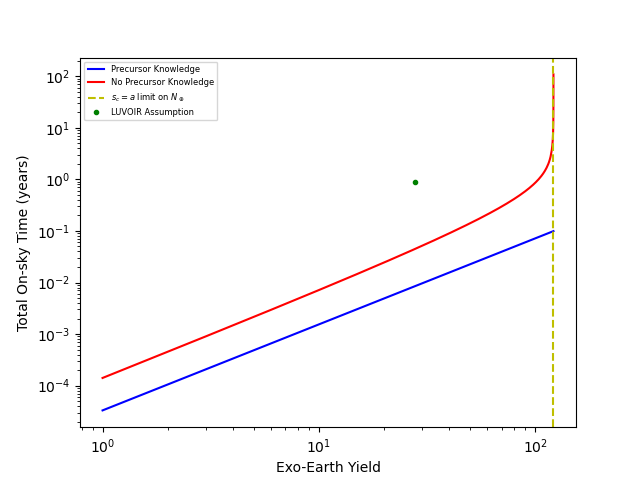 Precursor Knowledge
No Precursor Knowledge
s_c = a limit on N_⊕
LUVOIR Assumption
10^2
10^1
10^0
10^−1
10^−2
10^−3
10^−4
Total On-sky Time (years)
10^0 10^1 10^2
Exo-Earth Yield